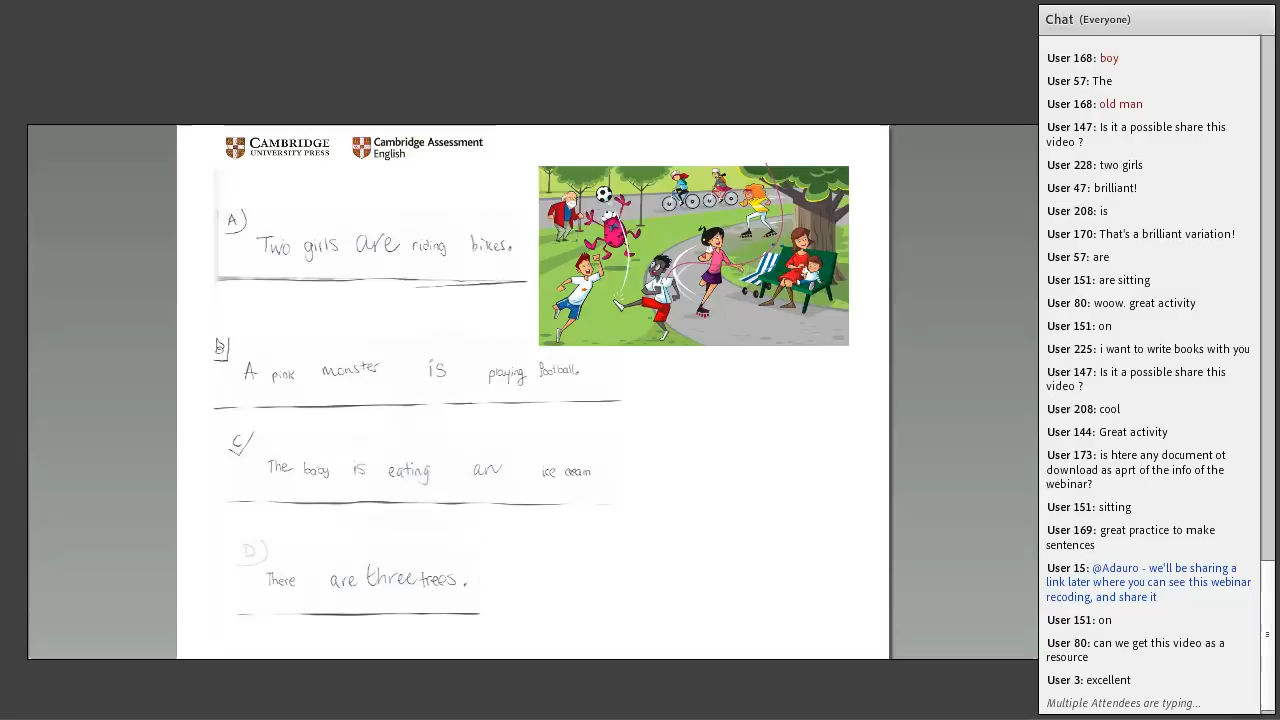 CAMBRIDGE
UNIVERSITY PRESS
Cambridge Assessment
English
A)
Two girls are riding bikes.
B)
A pink monster is playing football.
C)
The baby is eating an ice cream
D)
There are three trees.
Chat (Everyone)
User 168: boy
User 57: The
User 168: old man
User 147: Is it a possible share this
video ?
User 228: two girls
User 47: brilliant!
User 208: is
User 170: That's a brilliant variation!
User 57: are
User 151: are sitting
User 80: woow. great activity
User 151: on
User 225: i want to write books with you
User 147: Is it a possible share this
video ?
User 208: cool
User 144: Great activity
User 173: is htere any document ot
download as aprt of the info of the
webinar?
User 151: sitting
User 169: great practice to make
sentences
User 15: @Adauro - we'll be sharing a
link later where you can see this webinar
recoding, and share it
User 151: on
User 80: can we get this video as a
resource
User 3: excellent
Multiple Attendees are typing...